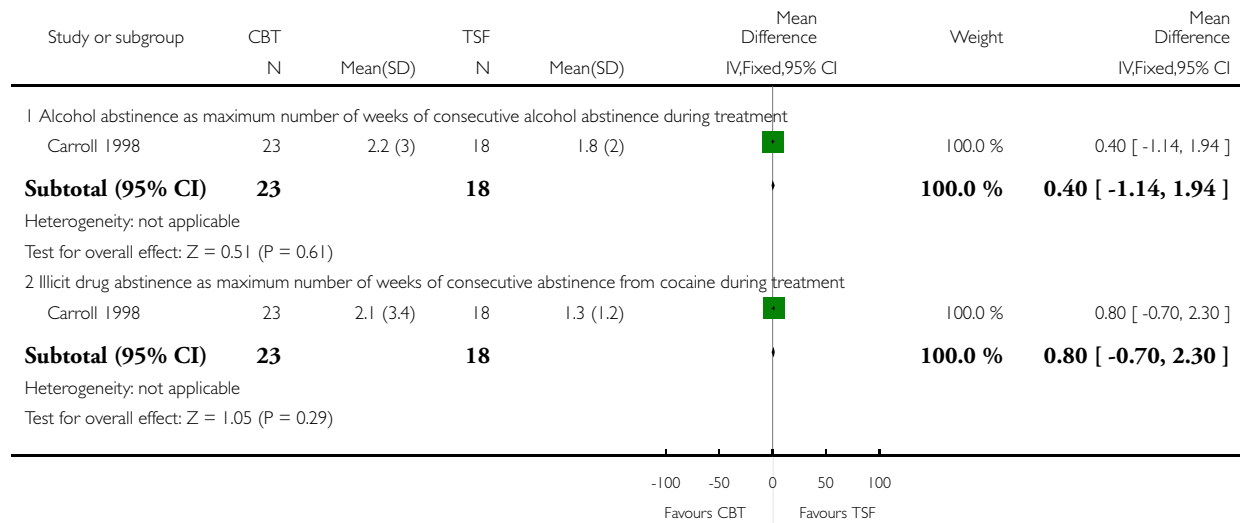 Study or subgroup CBT TSF Mean Difference Weight Mean Difference
N Mean(SD) N Mean(SD) IV,Fixed,95% CI IV,Fixed,95% CI
1 Alcohol abstinence as maximum number of weeks of consecutive alcohol abstinence during treatment
Carroll 1998 23 2.2 (3) 18 1.8 (2) 100.0 % 0.40 [ -1.14, 1.94 ]
Subtotal (95% CI) 23 18 100.0 % 0.40 [ -1.14, 1.94 ]
Heterogeneity: not applicable
Test for overall effect: Z = 0.51 (P = 0.61)
2 Illicit drug abstinence as maximum number of weeks of consecutive abstinence from cocaine during treatment
Carroll 1998 23 2.1 (3.4) 18 1.3 (1.2) 100.0 % 0.80 [ -0.70, 2.30 ]
Subtotal (95% CI) 23 18 100.0 % 0.80 [ -0.70, 2.30 ]
Heterogeneity: not applicable
Test for overall effect: Z = 1.05 (P = 0.29)
-100 -50 0 50 100
Favours CBT Favours TSF